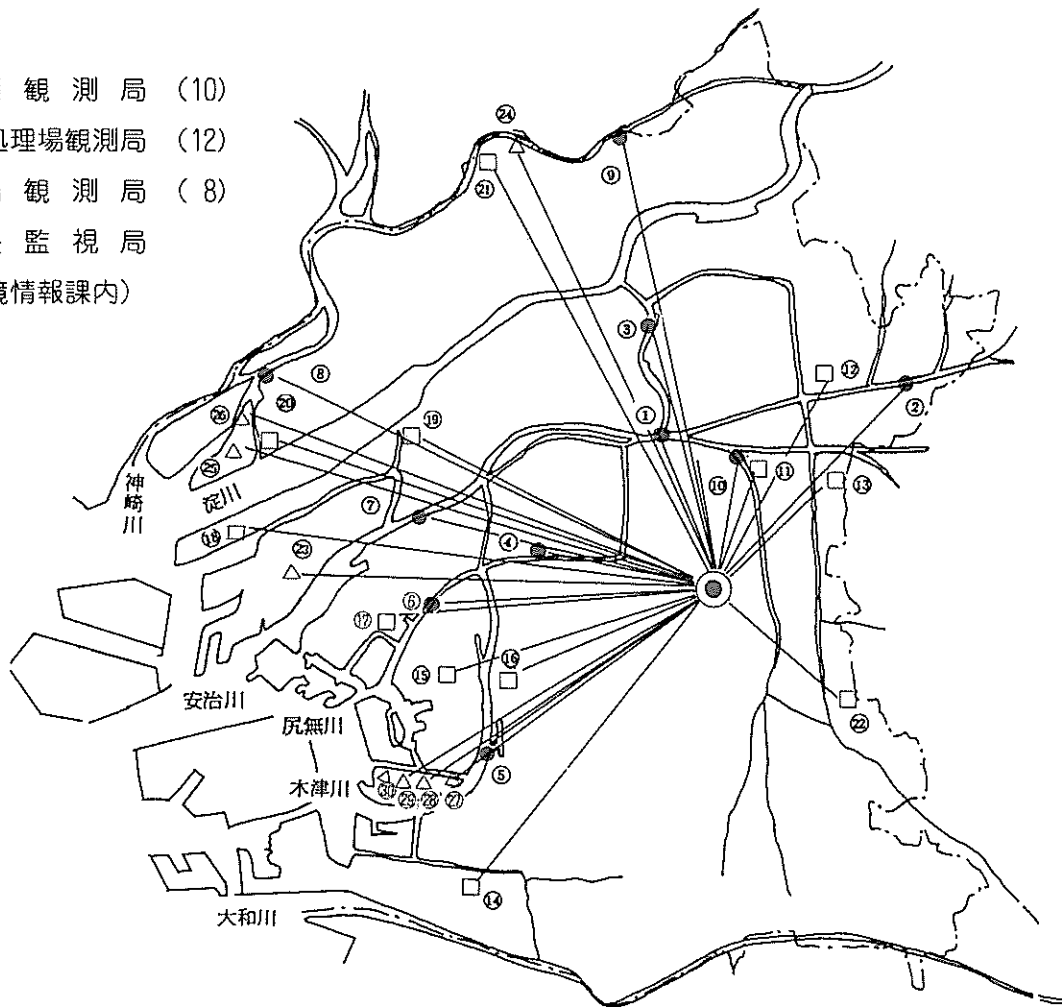 観測局 (10)
処理場観測局 (12)
観測局 (8)
監視局
境情報課内)
㉔
⑨
㉑
③
⑫
②
⑧
⑳
①
㉖
⑲
⑪
⑩
⑬
㉕
神崎川
淀川
⑦
⑱
④
㉓
⑥
⑰
⑯
⑮
安治川
㉒
尻無川
⑤
木津川
㉚
㉙
㉘
㉗
⑭
大和川